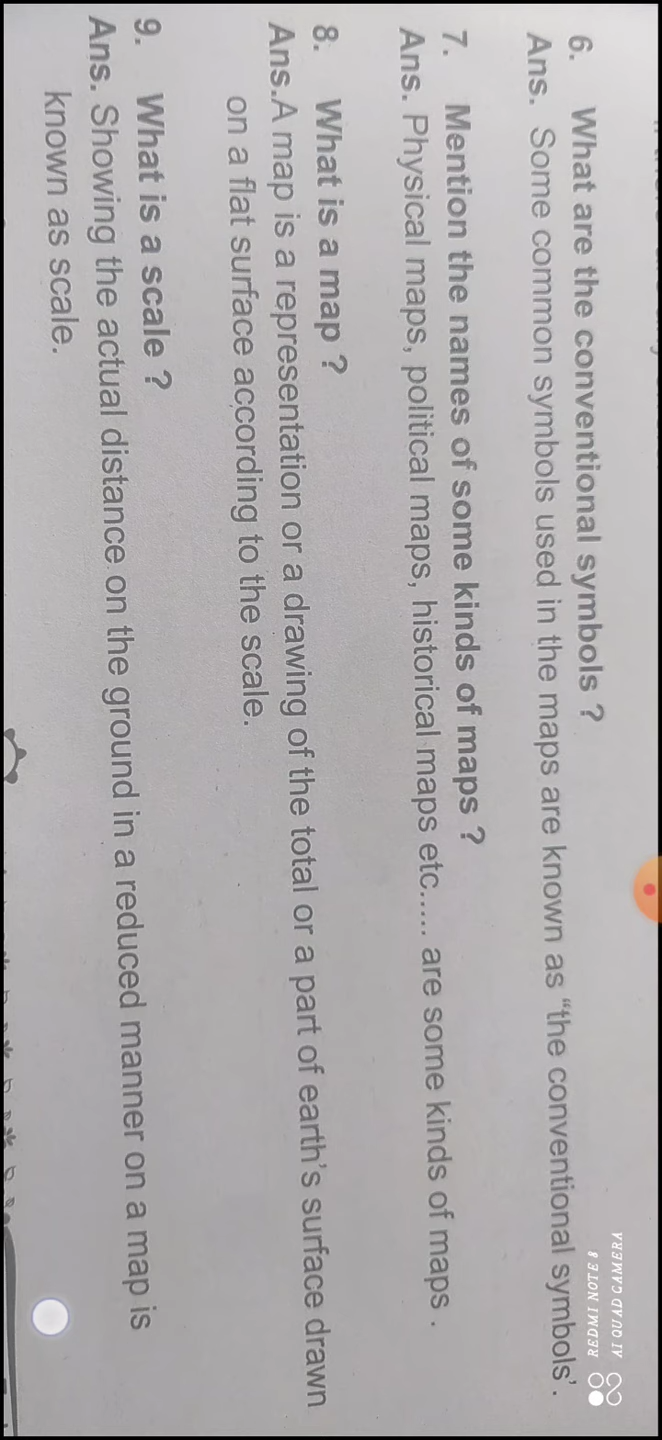 6. What are the conventional symbols ?
Ans. Some common symbols used in the maps are known as “the conventional symbols’.
7. Mention the names of some kinds of maps ?
Ans. Physical maps, political maps, historical maps etc..... are some kinds of maps .
8. What is a map ?
Ans.A map is a representation or a drawing of the total or a part of earth’s surface drawn
on a flat surface according to the scale.
9. What is a scale ?
Ans. Showing the actual distance on the ground in a reduced manner on a map is
known as scale.
REDMI NOTE 8
AI QUAD CAMERA